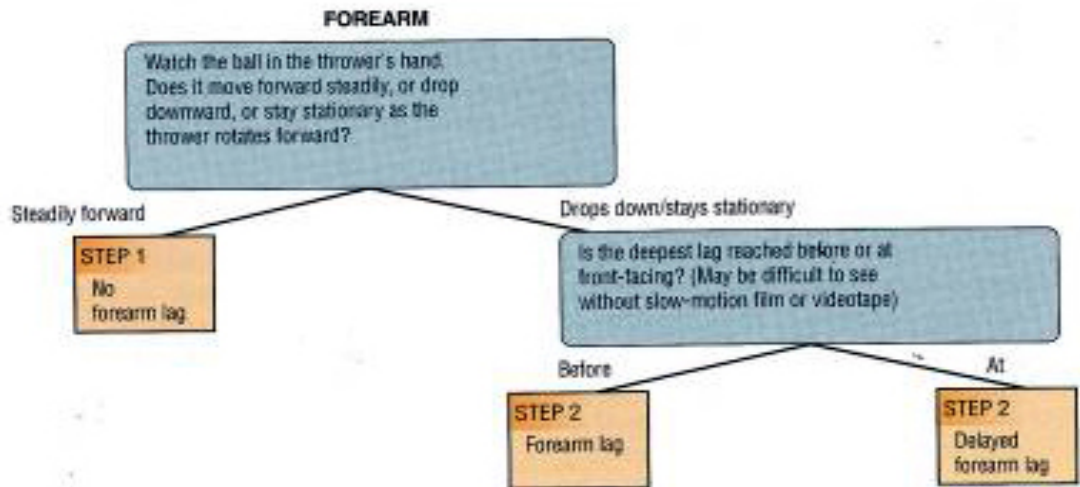 FOREARM
Watch the ball in the thrower's hand.
Does it move forward steadily, or drop
downward, or stay stationary as the
thrower rotates forward?
Steadily forward
Drops down/stays stationary
STEP 1
No
forearm lag
Is the deepest lag reached before or at
front-facing? (May be difficult to see
without slow-motion film or videotape)
Before
At
STEP 2
Forearm lag
STEP 2
Delayed
forearm lag